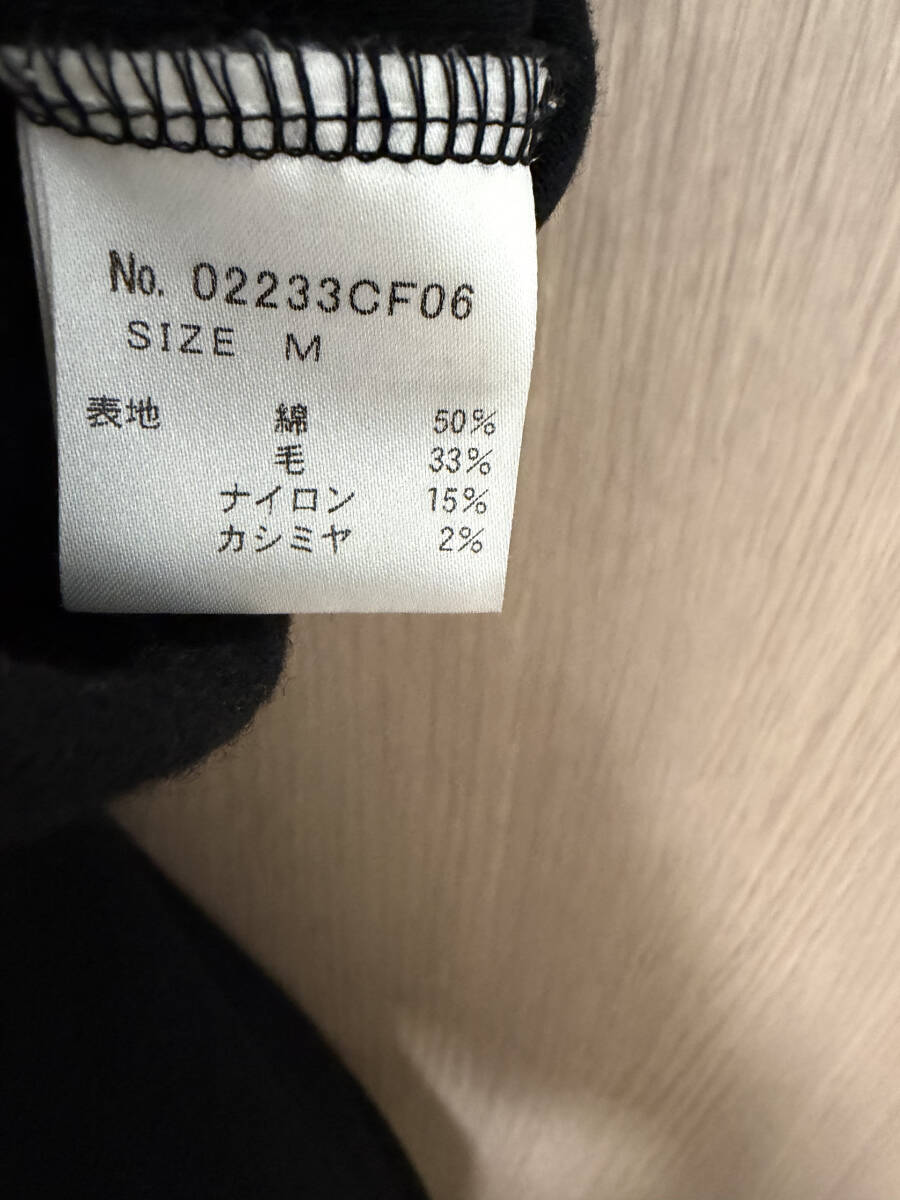 No. 02233CF06
SIZE M
表地 綿 50%
毛 33%
ナイロン 15%
カシミヤ 2%